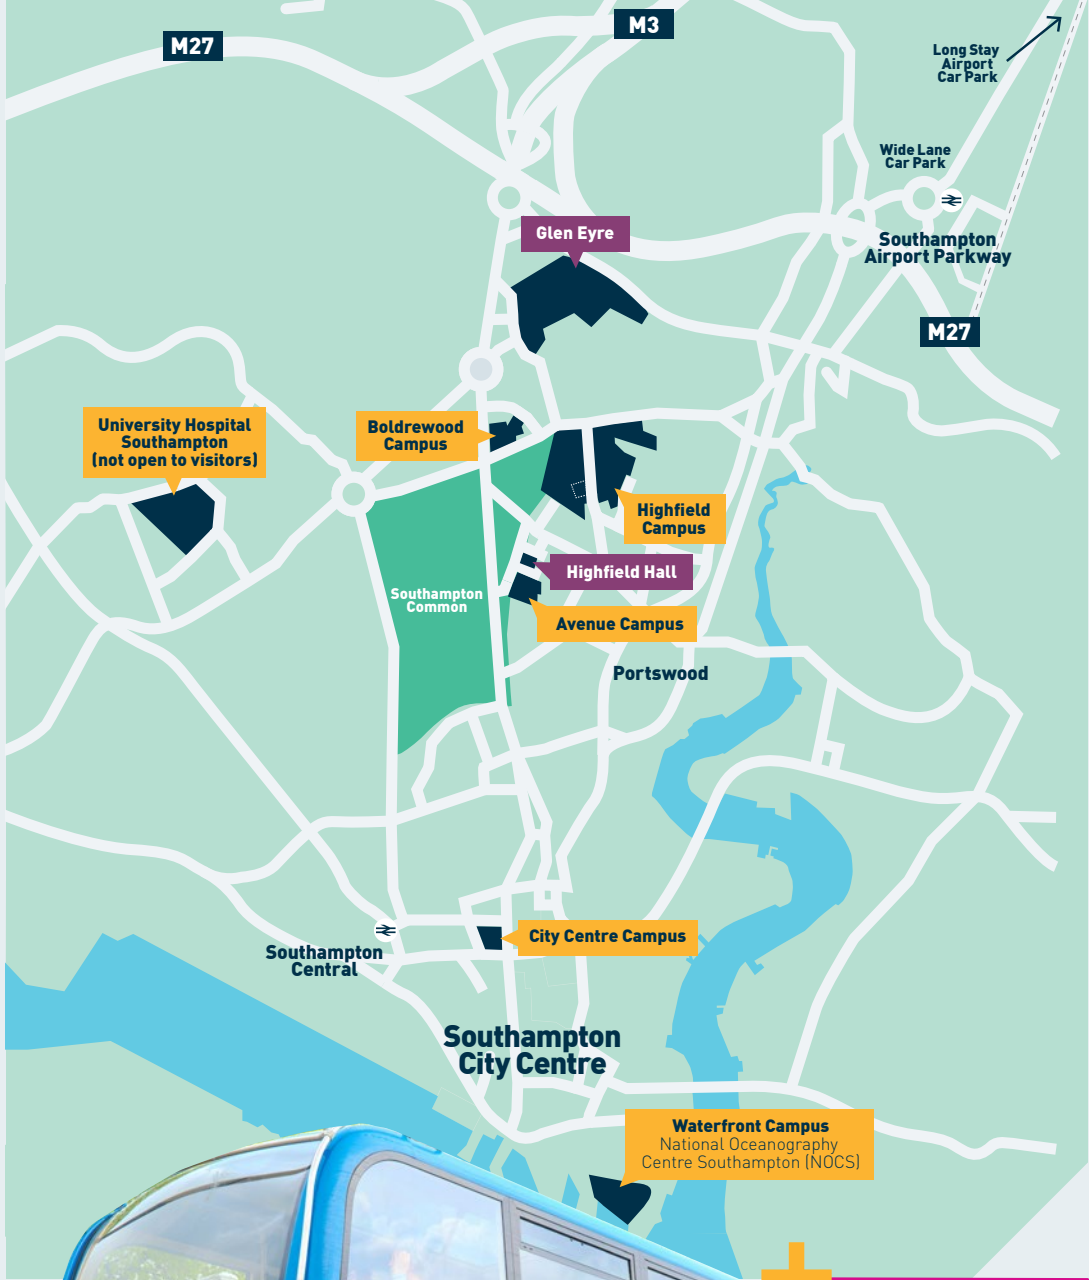 M27
M3
Long Stay
Airport
Car Park
Wide Lane
Car Park
Southampton
Airport Parkway
Glen Eyre
M27
University Hospital
Southampton
(not open to visitors)
Boldrewood
Campus
Highfield
Campus
Highfield Hall
Southampton
Common
Avenue Campus
Portswood
City Centre Campus
Southampton
Central
Southampton
City Centre
Waterfront Campus
National Oceanography
Centre Southampton (NOCS)